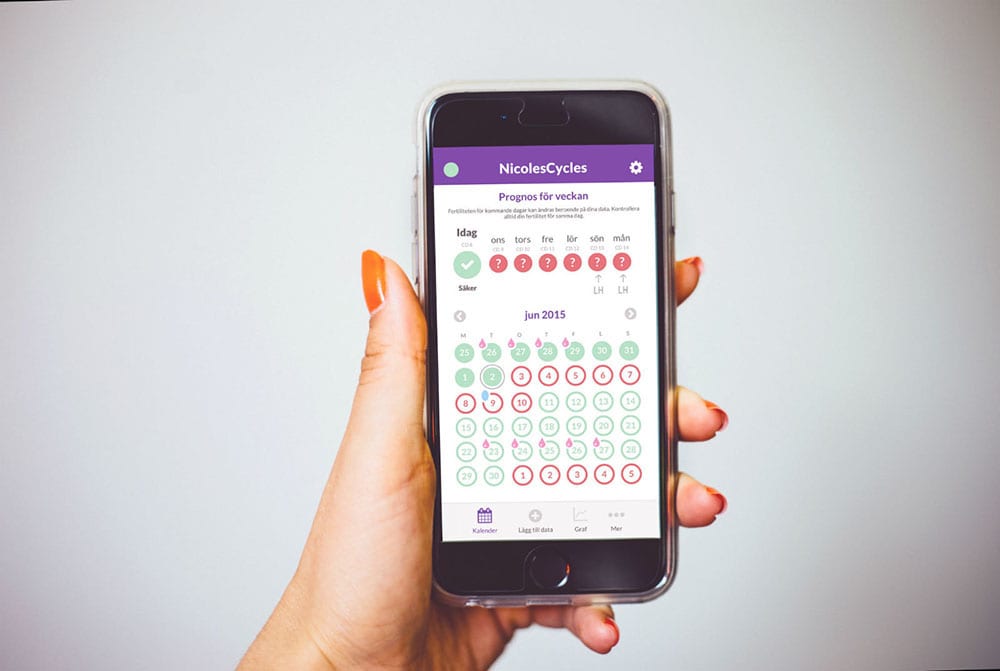 NicolesCycles
Prognos för veckan
Fertiliteten för kommande dagar kan ändras beroende på dina data. Kontrollera
alltid din fertilitet för samma dag.
Idag ons tors fre lör sön mån
CD 10 CD 11 CD 12 CD 13 CD 14
? ? ? ? ? ?
Säker
LH LH
jun 2015
M T O T F L S
25 26 27 28 29 30 31
1 2 3 4 5 6 7
8 9 10 11 12 13 14
15 16 17 18 19 20 21
22 23 24 25 26 27 28
29 30 1 2 3 4 5
Kalender Lägg till data Graf Mer